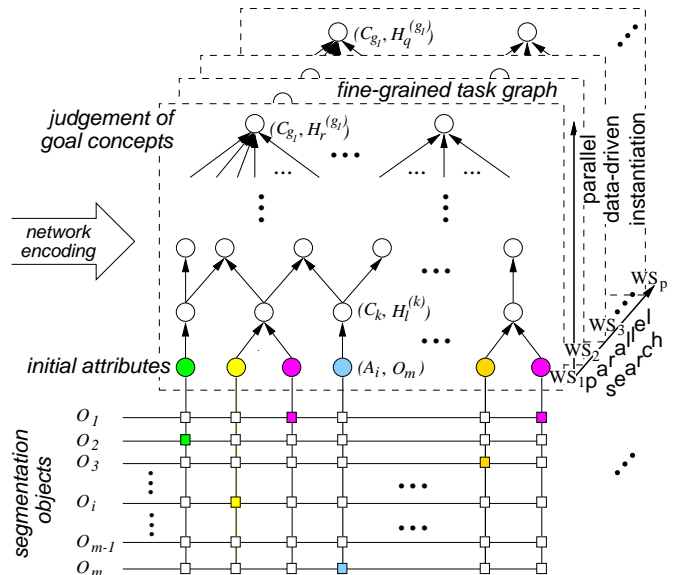 (C_{g_l}, H_q^{(g_l)})
fine-grained task graph
judgement of
goal concepts
(C_{g_l}, H_r^{(g_l)})
...
...
...
parallel
data-driven
instantiation
network
encoding
(C_k, H_l^{(k)})
WS_p
WS_3
WS_2
WS_1
parallel
search
initial attributes
(A_i, O_m)
segmentation
objects
O_1
O_2
O_3
O_i
O_{m-1}
O_m